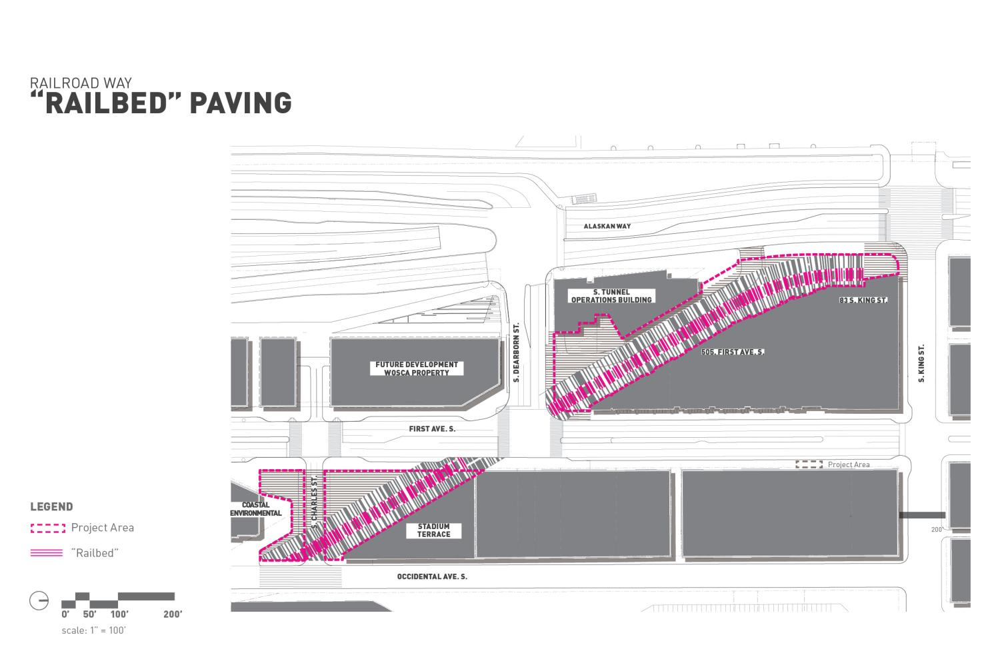 RAILROAD WAY
“RAILBED” PAVING
ALASKAN WAY
S. TUNNEL
OPERATIONS BUILDING
83 S. KING ST.
505. FIRST AVE. S.
S. DEARBORN ST.
S. KING ST.
FUTURE DEVELOPMENT
WOSCA PROPERTY
FIRST AVE. S.
Project Area
S. CHARLES ST.
COASTAL
ENVIRONMENTAL
STADIUM
TERRACE
200'
OCCIDENTAL AVE. S.
LEGEND
Project Area
“Railbed”
0’ 50’ 100’ 200’
scale: 1” = 100’